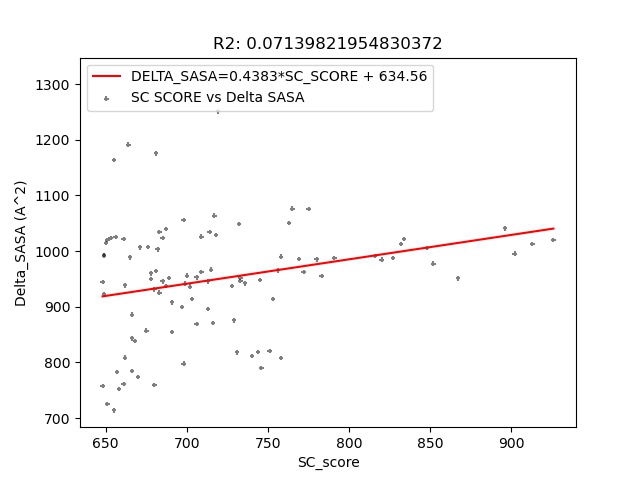 R2: 0.07139821954830372
DELTA_SASA=0.4383*SC_SCORE + 634.56
SC SCORE vs Delta SASA
1300
1200
1100
1000
900
800
700
Delta_SASA (A^2)
650 700 750 800 850 900
SC_score